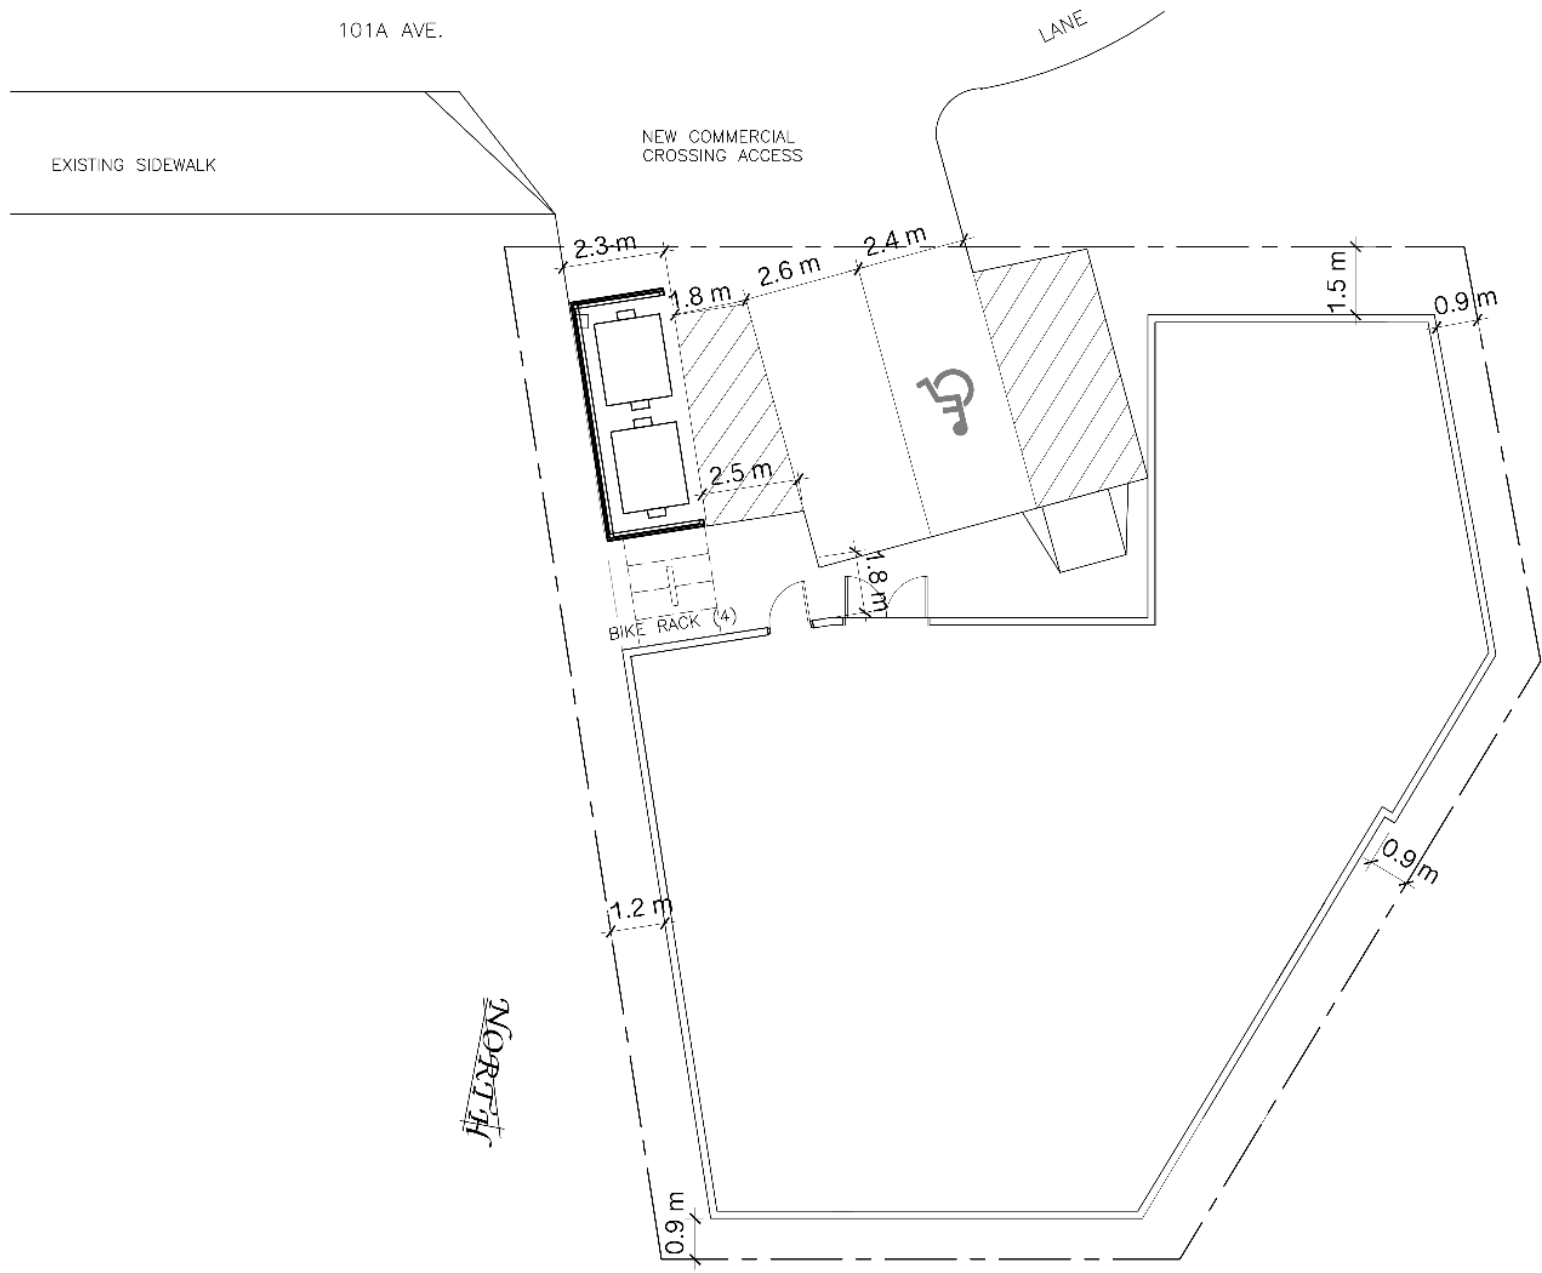 101A AVE.
LANE
NEW COMMERCIAL
CROSSING ACCESS
EXISTING SIDEWALK
2.3 m
2.4 m
2.6 m
1.8 m
1.5 m
0.9 m
2.5 m
1.8 m
BIKE RACK (4)
0.9 m
1.2 m
NORTH
0.9 m